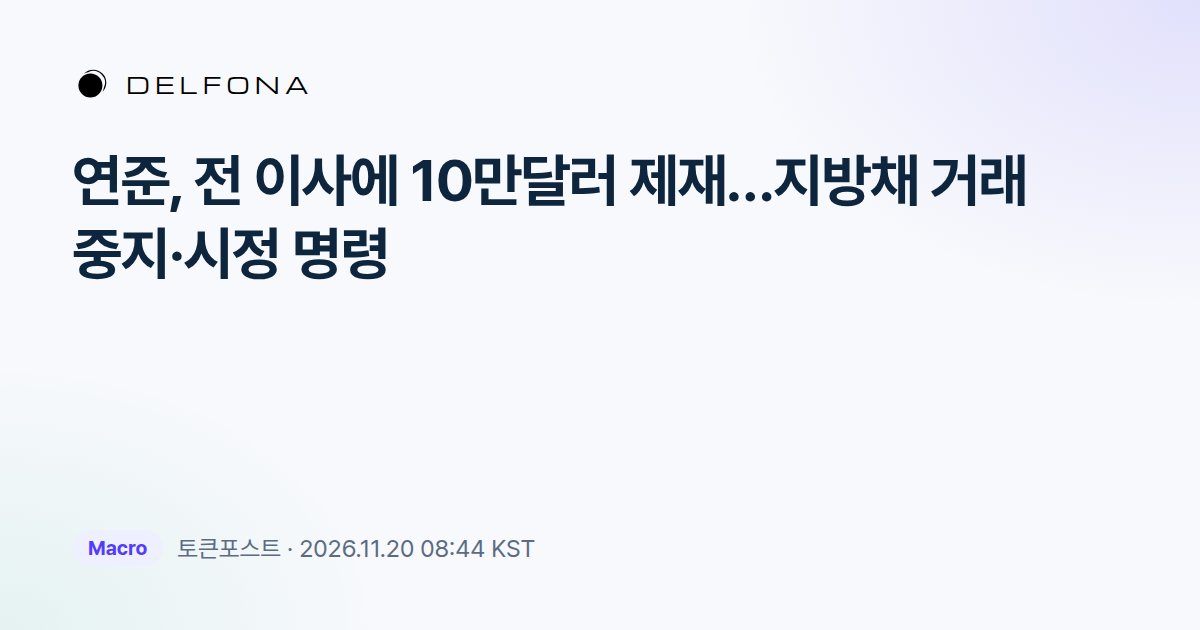 DELFONA
연준, 전 이사에 10만달러 제재…지방채 거래
중지·시정 명령
Macro 토큰포스트 · 2026.11.20 08:44 KST